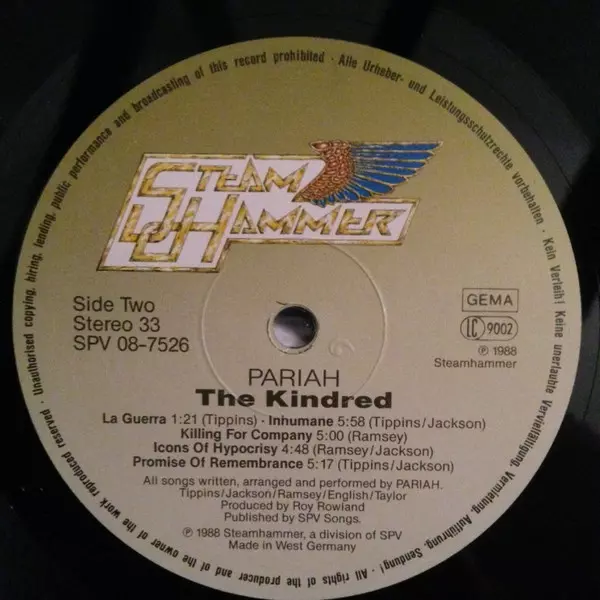 Unauthorised copying, hiring, lending, public performance and broadcasting of this record prohibited · Alle Urheber- und Leistungsschutzrechte vorbehalten · Kein Verleih! Keine unerlaubte Vervielfältigung, Vermietung, Aufführung, Sendung! · All rights of the producer and of the owner of the work reproduced reserved ·
STEAM
HAMMER
Side Two
Stereo 33
SPV 08-7526
GEMA
LC 9002
℗ 1988
Steamhammer
PARIAH
The Kindred
La Guerra 1:21 (Tippins) · Inhumane 5:58 (Tippins/Jackson)
Killing For Company 5:00 (Ramsey)
Icons Of Hypocrisy 4:48 (Ramsey/Jackson)
Promise Of Remembrance 5:17 (Tippins/Jackson)
All songs written, arranged and performed by PARIAH.
Tippins/Jackson/Ramsey/English/Taylor
Produced by Roy Rowland
Published by SPV Songs.
℗ 1988 Steamhammer, a division of SPV
Made in West Germany